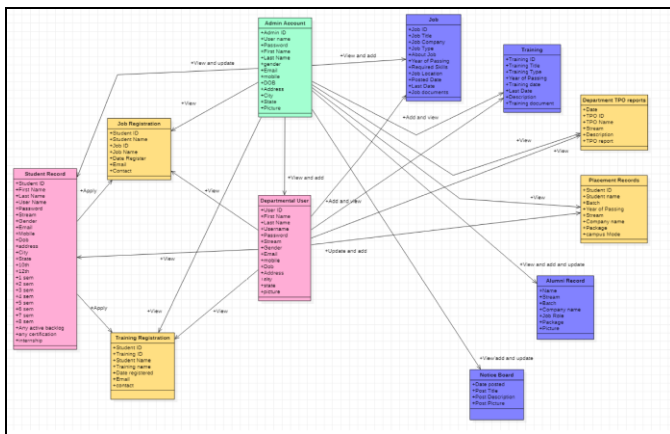 Admin Account
+Admin ID
+User name
+Password
+First Name
+Last Name
+gender
+Email
+mobile
+DOB
+Address
+City
+State
+Picture
Job
+Job ID
+Job Title
+Job Company
+Job Type
+About Job
+Year of Passing
+Required Skills
+Job Location
+Posted Date
+Last Date
+Job documents
Training
+Training ID
+Training Title
+Training Type
+Year of Passing
+Training date
+Last Date
+Description
+Training document
Department TPO reports
+Date
+TPO ID
+TPO Name
+Stream
+Description
+TPO report
Job Registration
+Student ID
+Student Name
+Job ID
+Job Name
+Date Register
+Email
+Contact
Student Record
+Student ID
+First Name
+Last Name
+User Name
+Password
+Stream
+Gender
+Email
+Mobile
+Dob
+address
+City
+State
+10th
+12th
+1 sem
+2 sem
+3 sem
+4 sem
+5 sem
+6 sem
+7 sem
+8 sem
+Any active backlog
+any certification
+Internship
Departmental User
+User ID
+First Name
+Last Name
+Username
+Password
+Stream
+Gender
+Email
+mobile
+Dob
+Address
+city
+state
+picture
Placement Records
+Student ID
+Student name
+Batch
+Year of Passing
+Stream
+Company name
+Package
+campus Mode
Alumni Record
+Name
+Stream
+Batch
+Company name
+Job Role
+Package
+Picture
Training Registration
+Student ID
+Training ID
+Student Name
+Training name
+Date registered
+Email
+contact
Notice Board
+Date posted
+Post Title
+Post Description
+Post Picture
+View and update
+View and add
+View
+Add and view
+View
+Apply
+View and add
+View
+Add and view
+View
+Update and add
+View and add and update
+View
+View
+Apply
+View/add and update